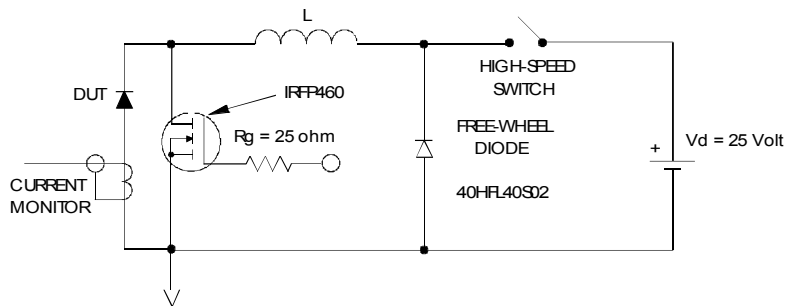 L
HIGH-SPEED
SWITCH
DUT
IRFP460
Rg = 25 ohm
FREE-WHEEL
DIODE
+
Vd = 25 Volt
CURRENT
MONITOR
40HFL40S02